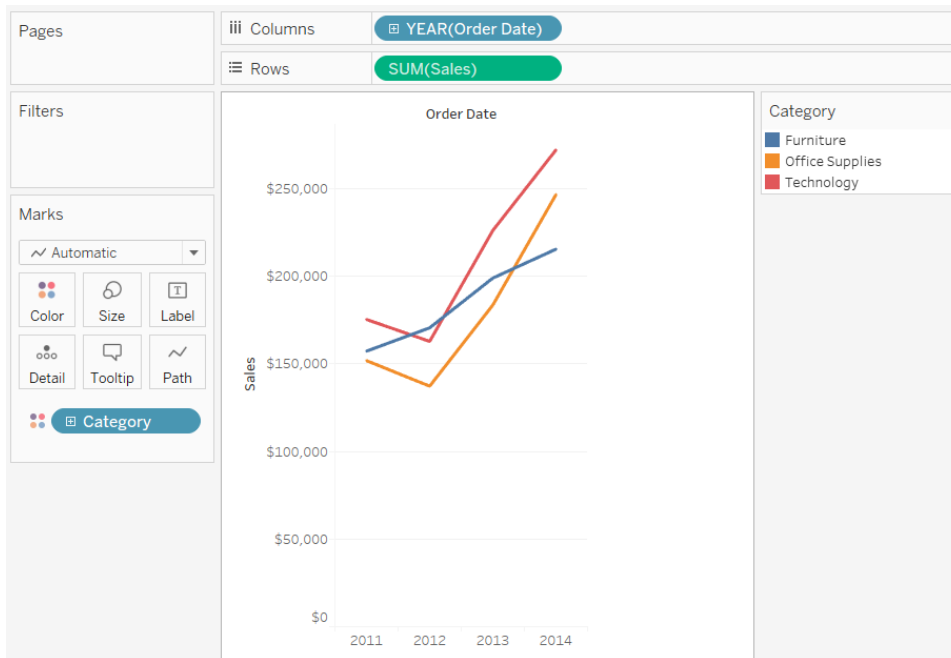 Pages
Columns
YEAR(Order Date)
Rows
SUM(Sales)
Filters
Marks
Automatic
Color
Size
T
Label
Detail
Tooltip
Path
Category
Order Date
$250,000
$200,000
$150,000
$100,000
$50,000
$0
Sales
2011 2012 2013 2014
Category
Furniture
Office Supplies
Technology